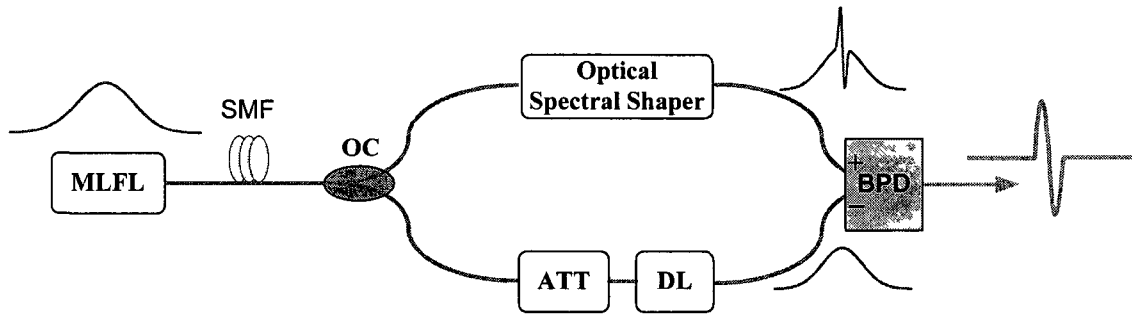 Optical
Spectral Shaper
SMF
OC
MLFL
+
BPD
−
ATT
DL